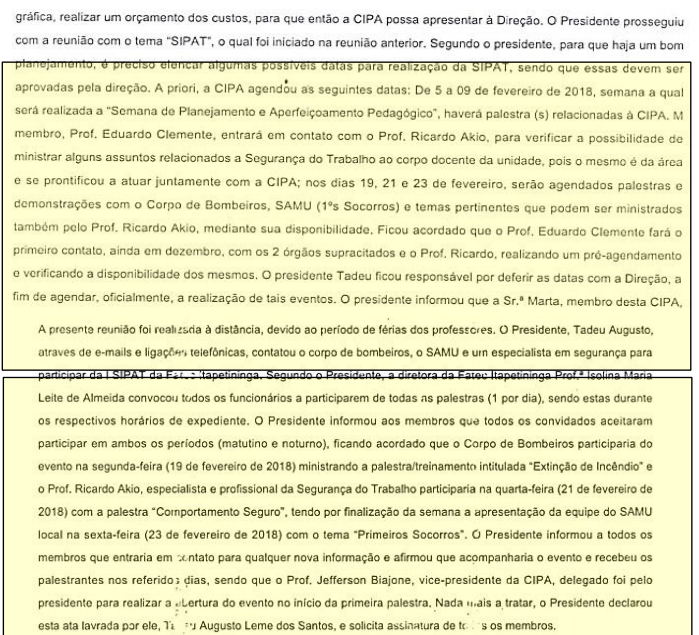 gráfica, realizar um orçamento dos custos, para que então a CIPA possa apresentar à Direção. O Presidente prosseguiu
com a reunião com o tema “SIPAT”, o qual foi iniciado na reunião anterior. Segundo o presidente, para que haja um bom
planejamento, é preciso elencar algumas possíveis datas para realização da SIPAT, sendo que essas devem ser
aprovadas pela direção. A priori, a CIPA agendou as seguintes datas: De 5 a 09 de fevereiro de 2018, semana a qual
será realizada a “Semana de Planejamento e Aperfeiçoamento Pedagógico”, haverá palestra (s) relacionadas à CIPA. M
membro, Prof. Eduardo Clemente, entrará em contato com o Prof. Ricardo Akio, para verificar a possibilidade de
ministrar alguns assuntos relacionados a Segurança do Trabalho ao corpo docente da unidade, pois o mesmo é da área
e se prontificou a atuar juntamente com a CIPA; nos dias 19, 21 e 23 de fevereiro, serão agendados palestras e
demonstrações com o Corpo de Bombeiros, SAMU (1ºs Socorros) e temas pertinentes que podem ser ministrados
também pelo Prof. Ricardo Akio, mediante sua disponibilidade. Ficou acordado que o Prof. Eduardo Clemente fará o
primeiro contato, ainda em dezembro, com os 2 órgãos supracitados e o Prof. Ricardo, realizando um pré-agendamento
e verificando a disponibilidade dos mesmos. O presidente Tadeu ficou responsável por deferir as datas com a Direção, a
fim de agendar, oficialmente, a realização de tais eventos. O presidente informou que a Sr.ª Marta, membro desta CIPA,
A presente reunião foi realizada à distância, devido ao período de férias dos professores. O Presidente, Tadeu Augusto,
através de e-mails e ligações telefônicas, contatou o corpo de bombeiros, o SAMU e um especialista em segurança para
participar da I SIPAT da Fatec Itapetininga. Segundo o Presidente, a diretora da Fatec Itapetininga Prof.ª Isolina Maria
Leite de Almeida convocou todos os funcionários a participarem de todas as palestras (1 por dia), sendo estas durante
os respectivos horários de expediente. O Presidente informou aos membros que todos os convidados aceitaram
participar em ambos os períodos (matutino e noturno), ficando acordado que o Corpo de Bombeiros participaria do
evento na segunda-feira (19 de fevereiro de 2018) ministrando a palestra/treinamento intitulada “Extinção de Incêndio” e
o Prof. Ricardo Akio, especialista e profissional da Segurança do Trabalho participaria na quarta-feira (21 de fevereiro de
2018) com a palestra “Comportamento Seguro”, tendo por finalização da semana a apresentação da equipe do SAMU
local na sexta-feira (23 de fevereiro de 2018) com o tema “Primeiros Socorros”. O Presidente informou a todos os
membros que entraria em contato para qualquer nova informação e afirmou que acompanharia o evento e recebeu os
palestrantes nos referidos dias, sendo que o Prof. Jefferson Biajone, vice-presidente da CIPA, delegado foi pelo
presidente para realizar a abertura do evento no início da primeira palestra. Nada mais a tratar, o Presidente declarou
esta ata lavrada por ele, Tadeu Augusto Leme dos Santos, e solicita assinatura de todos os membros.